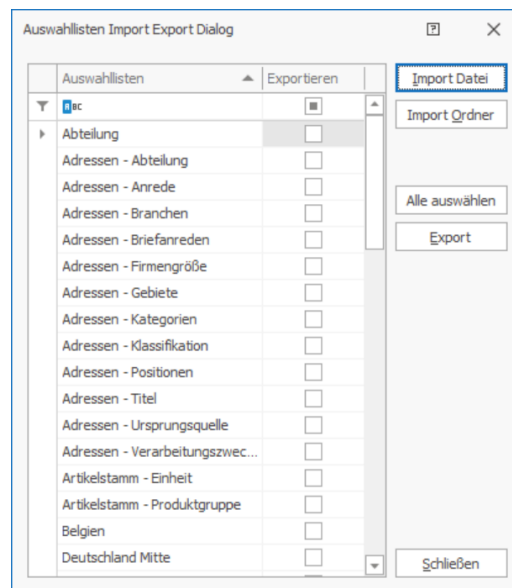 Auswahllisten Import Export Dialog
Auswahllisten Exportieren
ABC
Abteilung
Adressen - Abteilung
Adressen - Anrede
Adressen - Branchen
Adressen - Briefanreden
Adressen - Firmengröße
Adressen - Gebiete
Adressen - Kategorien
Adressen - Klassifikation
Adressen - Positionen
Adressen - Titel
Adressen - Ursprungsquelle
Adressen - Verarbeitungszwec...
Artikelstamm - Einheit
Artikelstamm - Produktgruppe
Belgien
Deutschland Mitte
Import Datei
Import Ordner
Alle auswählen
Export
Schließen